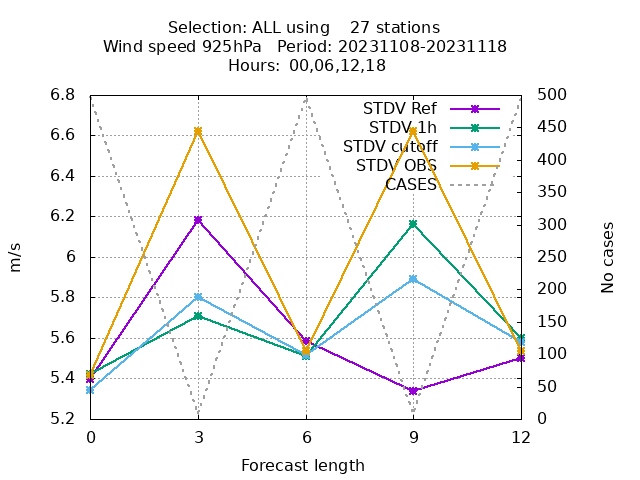 Selection: ALL using    27 stations
Wind speed 925hPa   Period: 20231108-20231118
Hours: 00,06,12,18
STDV Ref
STDV 1h
STDV cutoff
STDV OBS
CASES
6.8
6.6
6.4
6.2
6
5.8
5.6
5.4
5.2
m/s
500
450
400
350
300
250
200
150
100
50
0
No cases
0 3 6 9 12
Forecast length